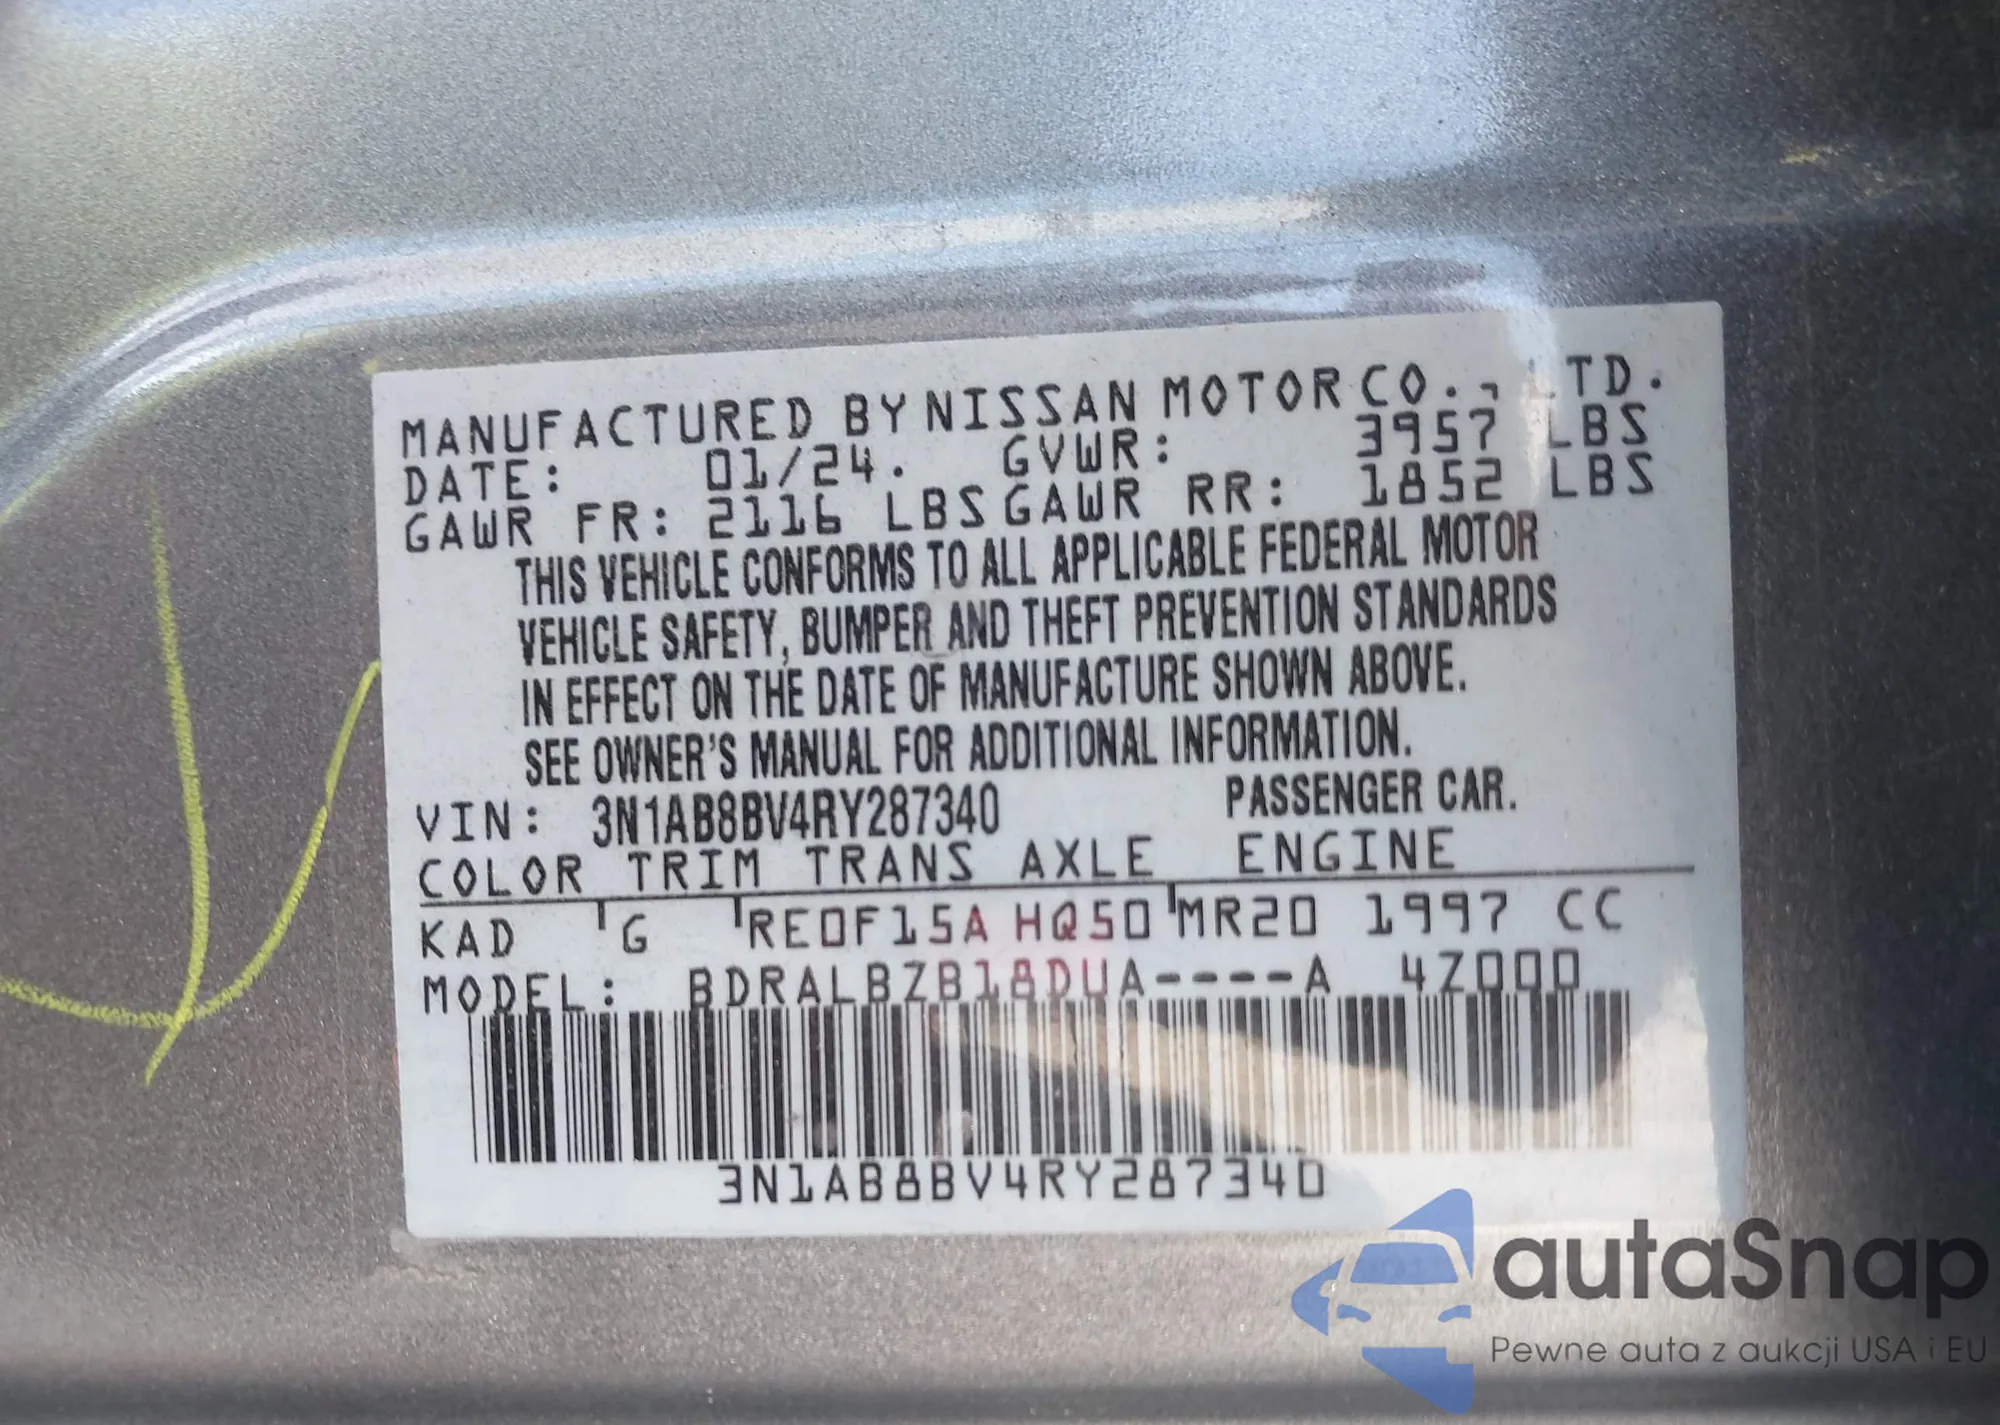 MANUFACTURED BY NISSAN MOTOR CO., LTD.
DATE: 01/24. GVWR: 3957 LBS
GAWR FR: 2116 LBS GAWR RR: 1852 LBS
THIS VEHICLE CONFORMS TO ALL APPLICABLE FEDERAL MOTOR
VEHICLE SAFETY, BUMPER AND THEFT PREVENTION STANDARDS
IN EFFECT ON THE DATE OF MANUFACTURE SHOWN ABOVE.
SEE OWNER'S MANUAL FOR ADDITIONAL INFORMATION.
VIN: 3N1AB8BV4RY287340 PASSENGER CAR.
COLOR TRIM TRANS AXLE ENGINE
KAD G RE0F15A HQ50 MR20 1997 CC
MODEL: BDRALBZB18DUA----A 4Z000
3N1AB8BV4RY287340
autaSnap
Pewne auta z aukcji USA i EU